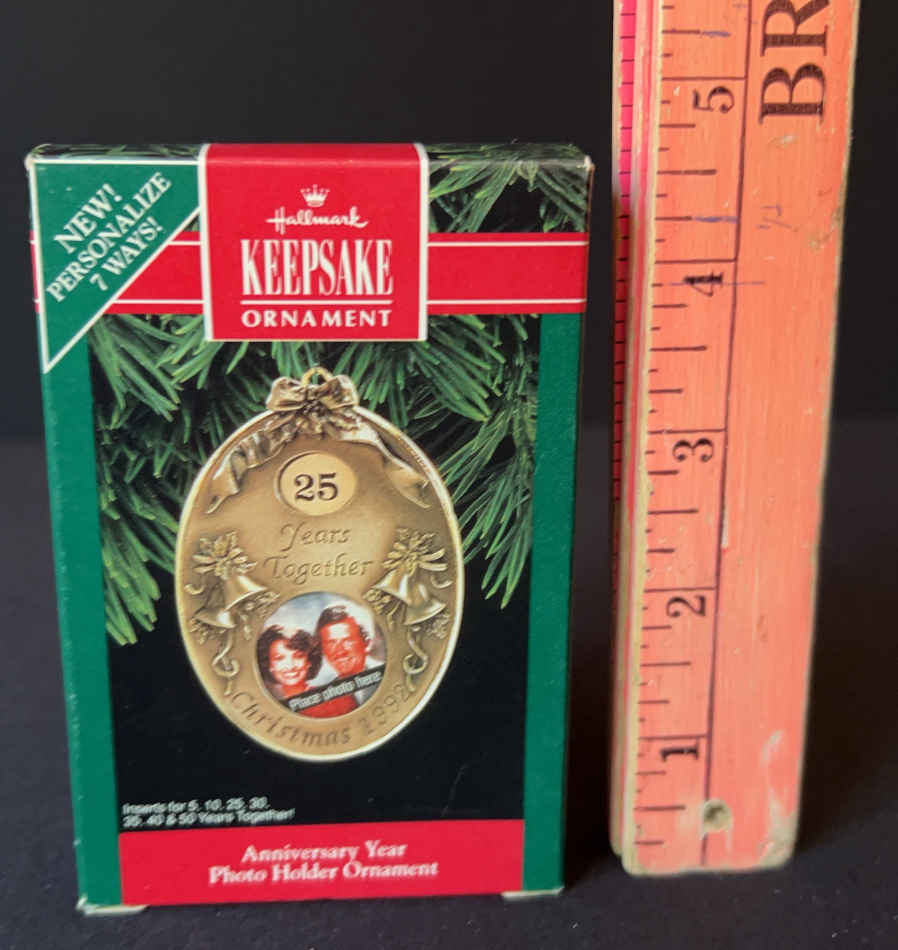 NEW!
PERSONALIZE
7 WAYS!
Hallmark
KEEPSAKE
ORNAMENT
25
Years
Together
Place photo here
Christmas 1992
Inserts for 5, 10, 25, 30,
35, 40 & 50 Years Together!
Anniversary Year
Photo Holder Ornament
BR
5
4
3
2
1